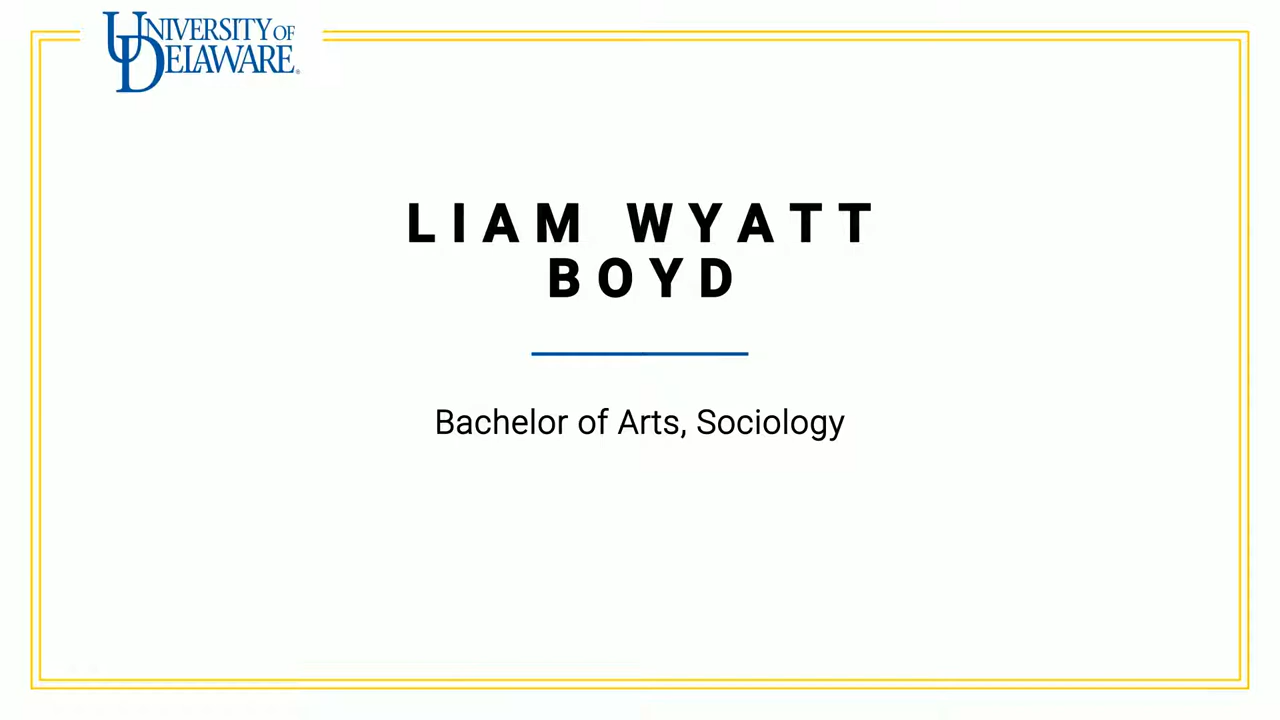 UNIVERSITY OF
DELAWARE®
LIAM WYATT
BOYD
Bachelor of Arts, Sociology